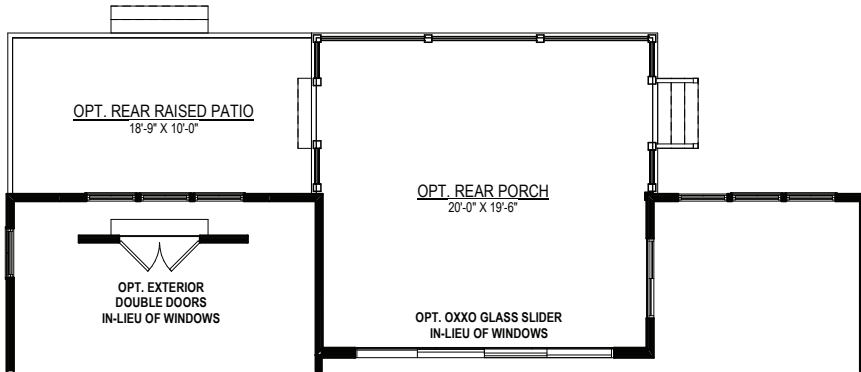 OPT. REAR RAISED PATIO
18'-9" X 10'-0"
OPT. REAR PORCH
20'-0" X 19'-6"
OPT. EXTERIOR
DOUBLE DOORS
IN-LIEU OF WINDOWS
OPT. OXXO GLASS SLIDER
IN-LIEU OF WINDOWS